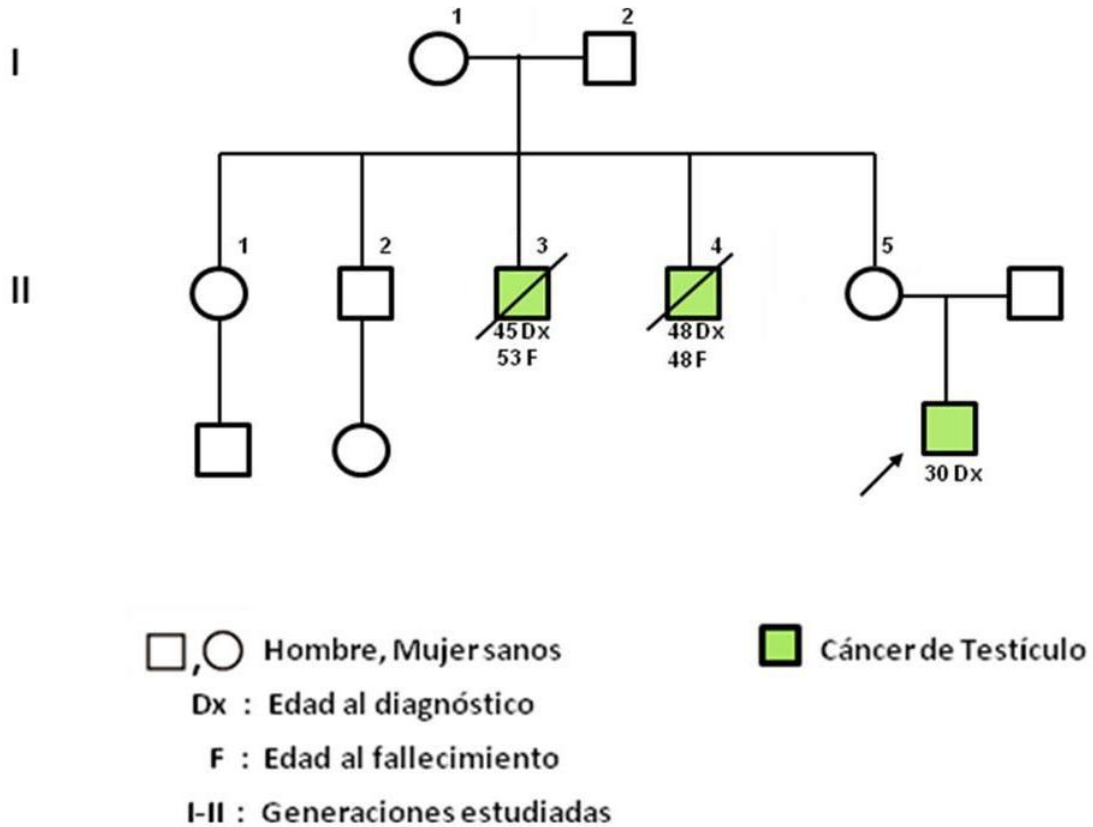 1
2
I
1
2
3
4
5
II
45 Dx
48 Dx
53 F
48 F
30 Dx
, Hombre, Mujer sanos
Cáncer de Testículo
Dx : Edad al diagnóstico
F : Edad al fallecimiento
I-II : Generaciones estudiadas